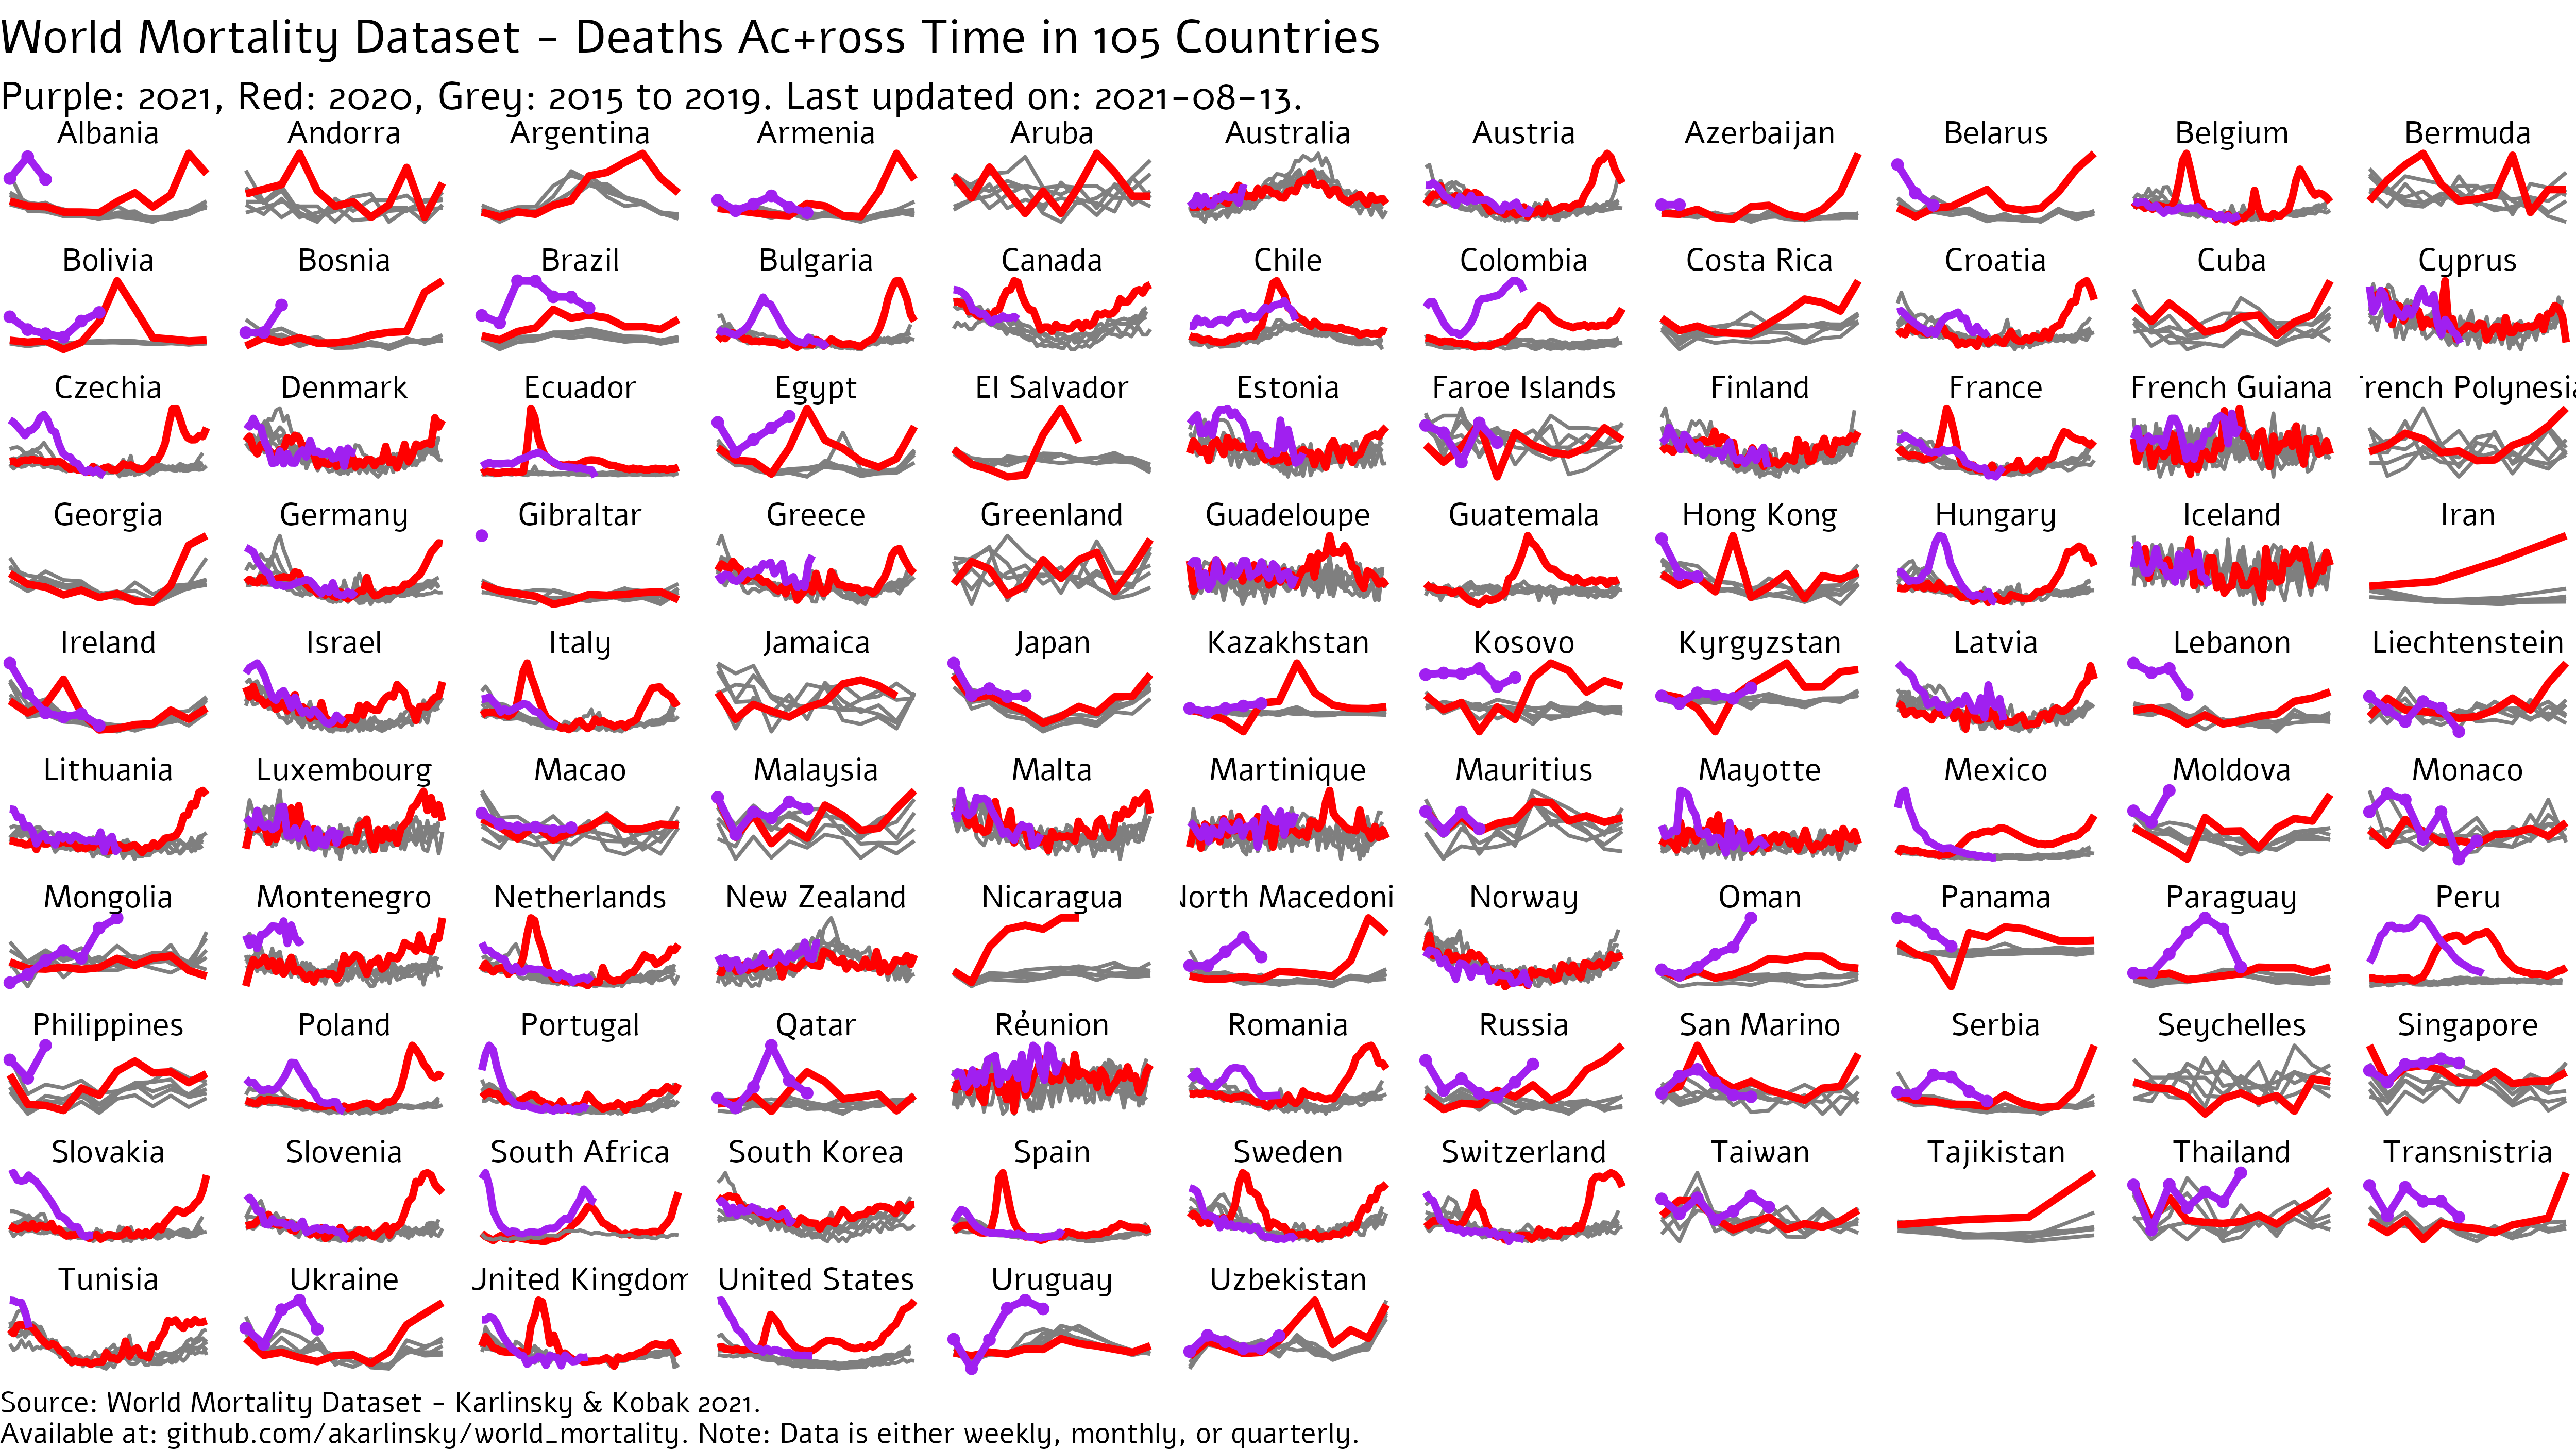 World Mortality Dataset - Deaths Ac+ross Time in 105 Countries
Purple: 2021, Red: 2020, Grey: 2015 to 2019. Last updated on: 2021-08-13.
Albania Andorra Argentina Armenia Aruba Australia Austria Azerbaijan Belarus Belgium Bermuda
Bolivia Bosnia Brazil Bulgaria Canada Chile Colombia Costa Rica Croatia Cuba Cyprus
Czechia Denmark Ecuador Egypt El Salvador Estonia Faroe Islands Finland France French Guiana French Polynesia
Georgia Germany Gibraltar Greece Greenland Guadeloupe Guatemala Hong Kong Hungary Iceland Iran
Ireland Israel Italy Jamaica Japan Kazakhstan Kosovo Kyrgyzstan Latvia Lebanon Liechtenstein
Lithuania Luxembourg Macao Malaysia Malta Martinique Mauritius Mayotte Mexico Moldova Monaco
Mongolia Montenegro Netherlands New Zealand Nicaragua North Macedoni Norway Oman Panama Paraguay Peru
Philippines Poland Portugal Qatar Réunion Romania Russia San Marino Serbia Seychelles Singapore
Slovakia Slovenia South Africa South Korea Spain Sweden Switzerland Taiwan Tajikistan Thailand Transnistria
Tunisia Ukraine United Kingdom United States Uruguay Uzbekistan
Source: World Mortality Dataset - Karlinsky & Kobak 2021.
Available at: github.com/akarlinsky/world_mortality. Note: Data is either weekly, monthly, or quarterly.